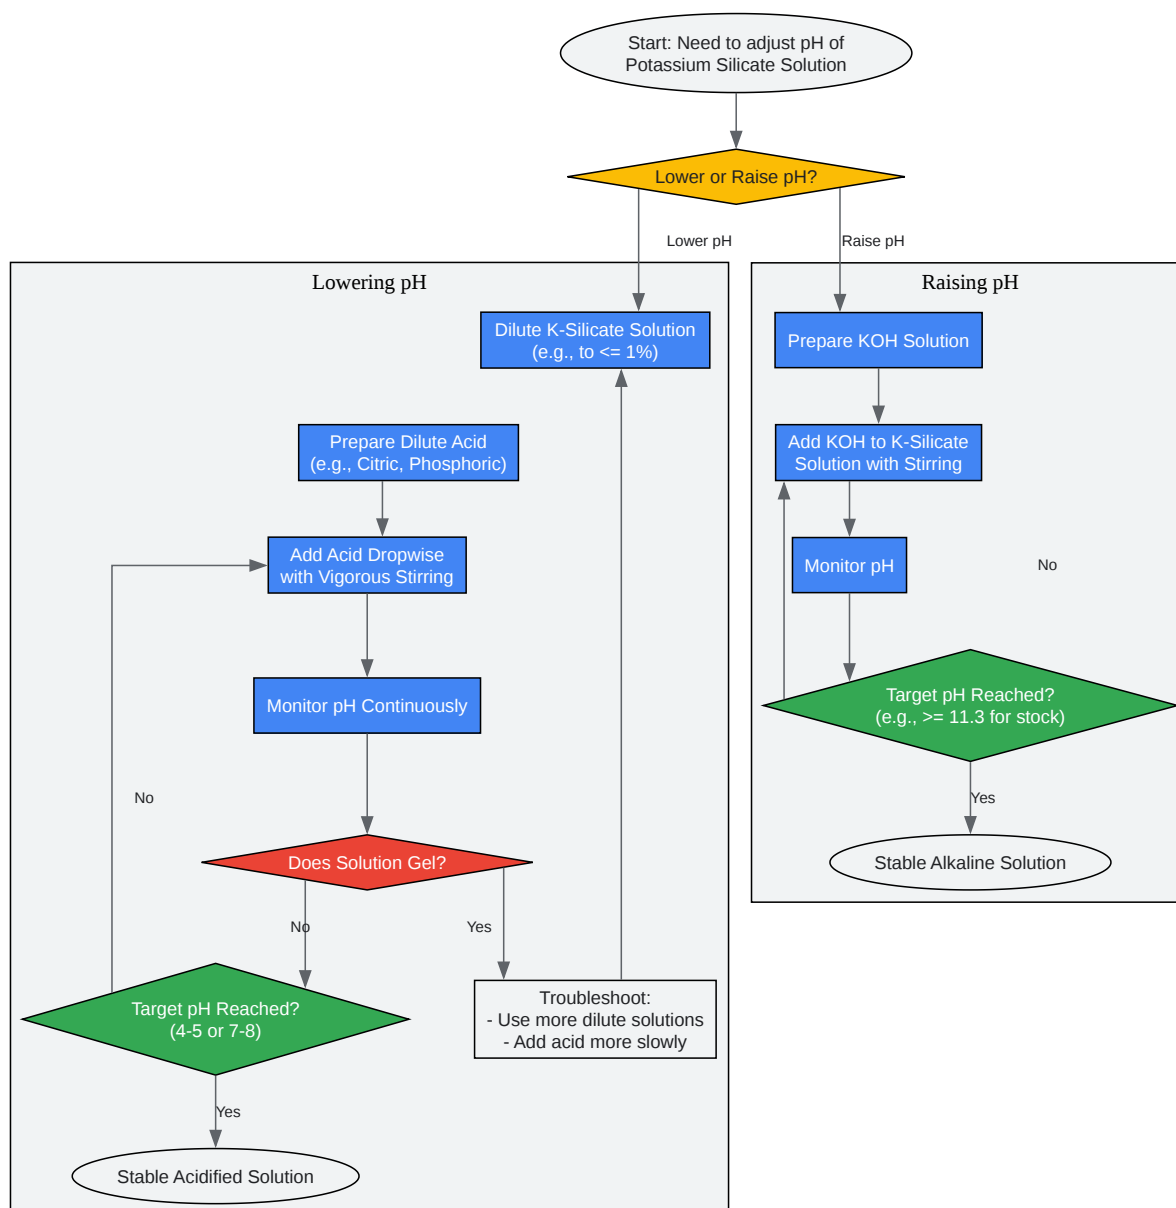 Start: Need to adjust pH of
Potassium Silicate Solution
Lower or Raise pH?
Lower pH
Raise pH
Lowering pH
Dilute K-Silicate Solution
(e.g., to <= 1%)
Prepare Dilute Acid
(e.g., Citric, Phosphoric)
Add Acid Dropwise
with Vigorous Stirring
Monitor pH Continuously
No
Does Solution Gel?
No
Yes
Target pH Reached?
(4-5 or 7-8)
Troubleshoot:
- Use more dilute solutions
- Add acid more slowly
Yes
Stable Acidified Solution
Raising pH
Prepare KOH Solution
Add KOH to K-Silicate
Solution with Stirring
Monitor pH
No
Target pH Reached?
(e.g., >= 11.3 for stock)
Yes
Stable Alkaline Solution